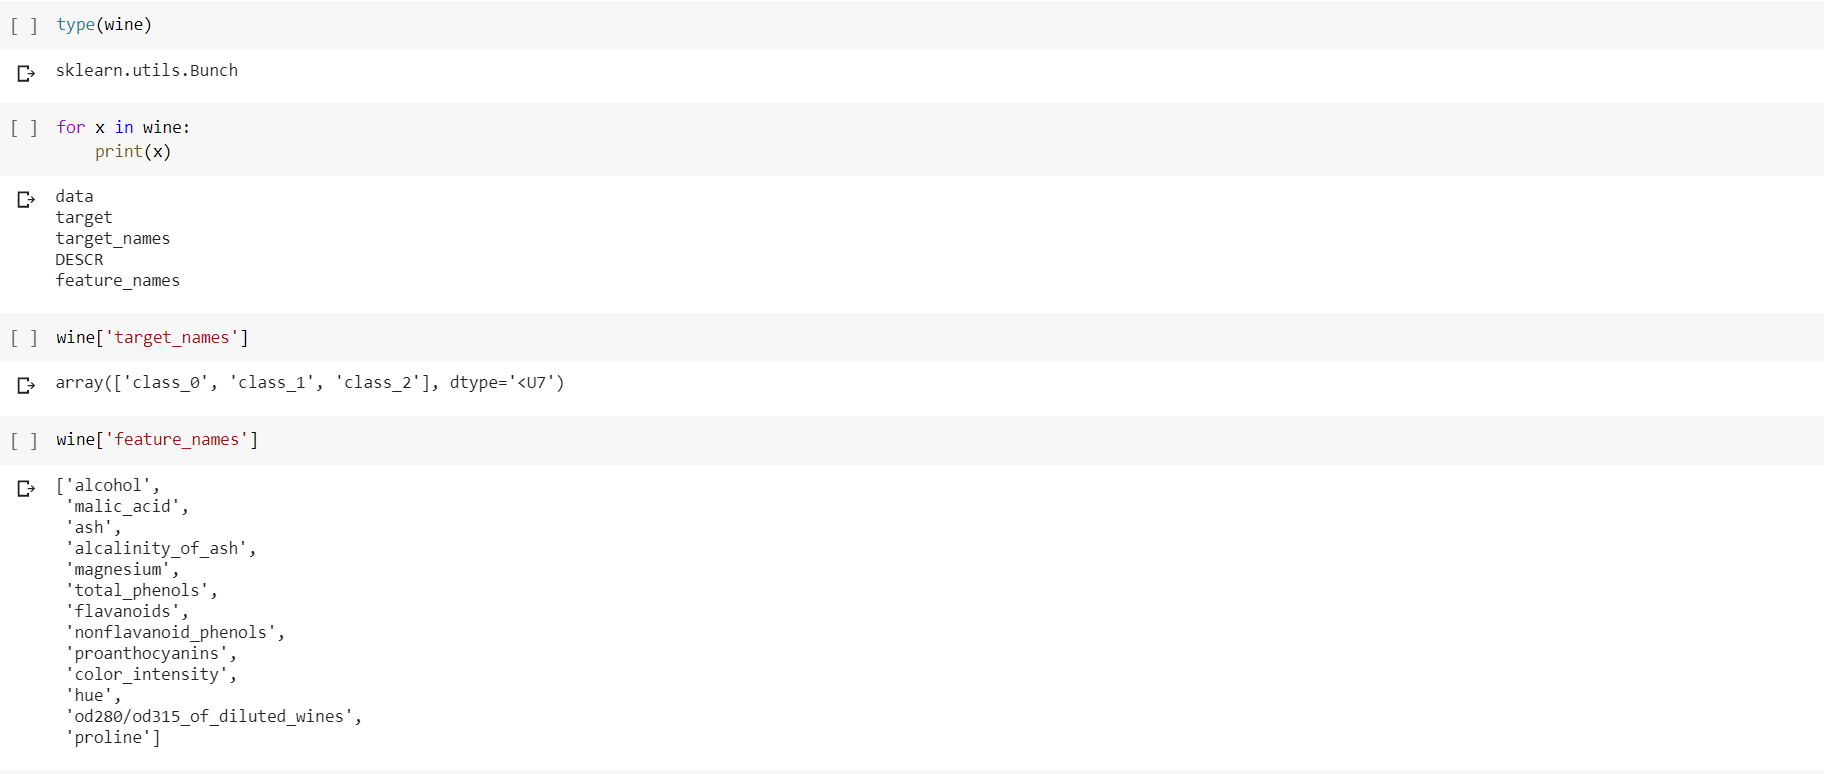 [ ] type(wine)
sklearn.utils.Bunch
[ ] for x in wine:
    print(x)
data
target
target_names
DESCR
feature_names
[ ] wine['target_names']
array(['class_0', 'class_1', 'class_2'], dtype='<U7')
[ ] wine['feature_names']
['alcohol',
 'malic_acid',
 'ash',
 'alcalinity_of_ash',
 'magnesium',
 'total_phenols',
 'flavanoids',
 'nonflavanoid_phenols',
 'proanthocyanins',
 'color_intensity',
 'hue',
 'od280/od315_of_diluted_wines',
 'proline']